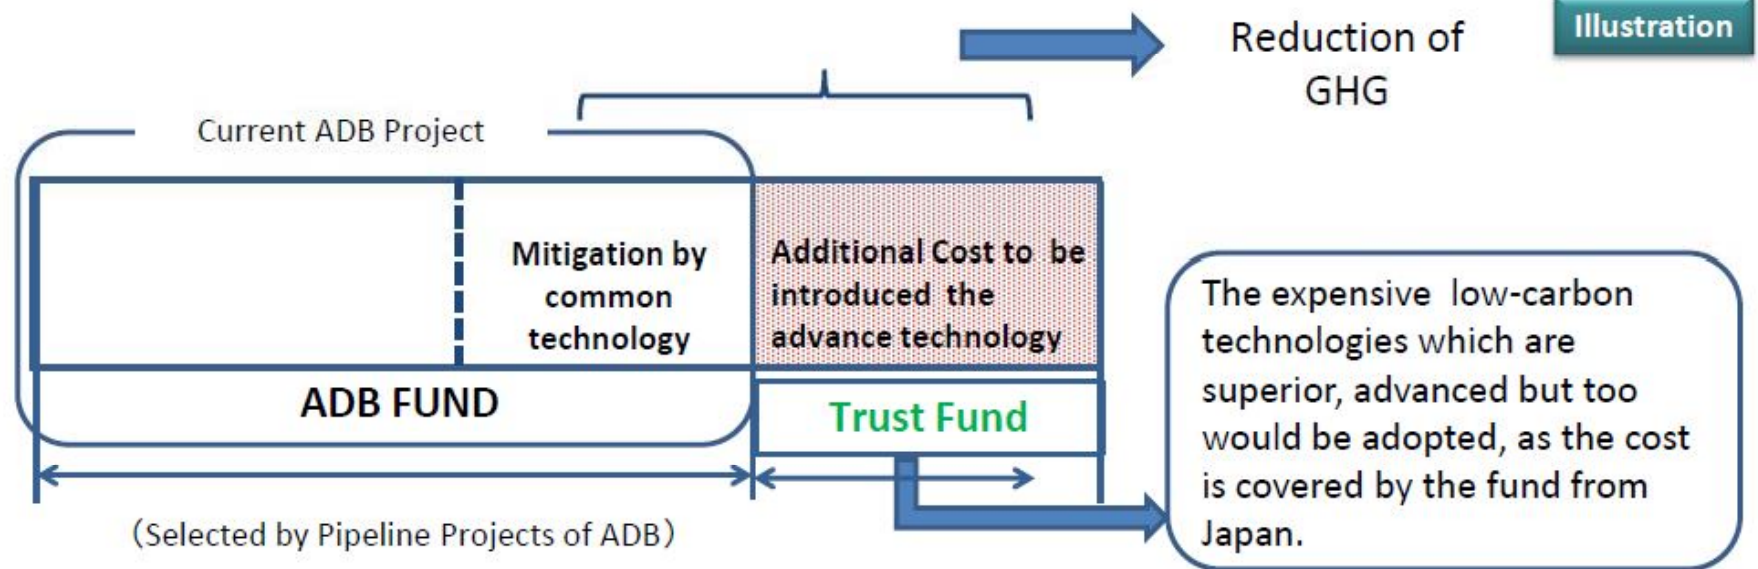 Illustration
Reduction of
GHG
Current ADB Project
Mitigation by
common
technology
Additional Cost to be
introduced the
advance technology
ADB FUND
Trust Fund
(Selected by Pipeline Projects of ADB)
The expensive low-carbon
technologies which are
superior, advanced but too
would be adopted, as the cost
is covered by the fund from
Japan.